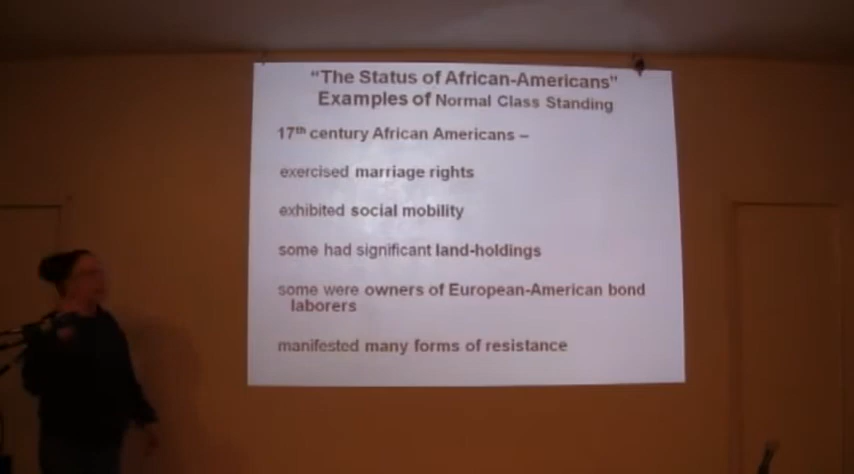 "The Status of African-Americans"
Examples of Normal Class Standing
17th century African Americans –
exercised marriage rights
exhibited social mobility
some had significant land-holdings
some were owners of European-American bond
laborers
manifested many forms of resistance